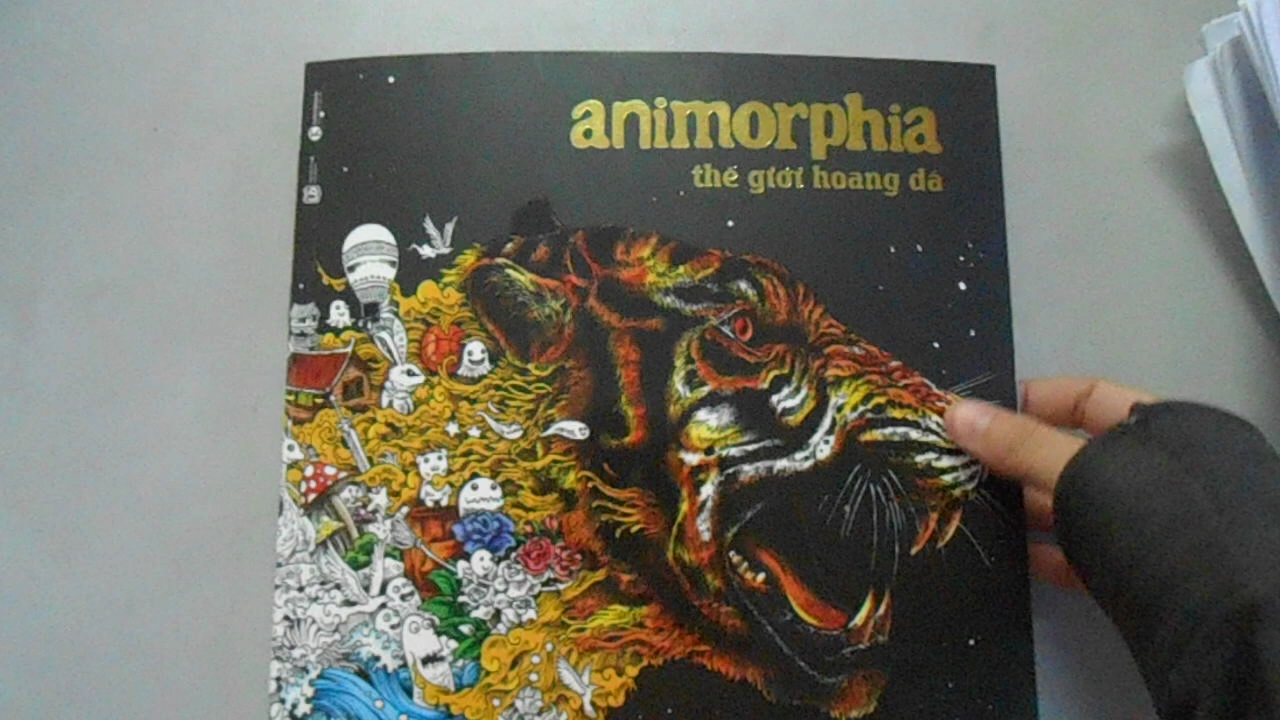 animorphia
thế giới hoang dã